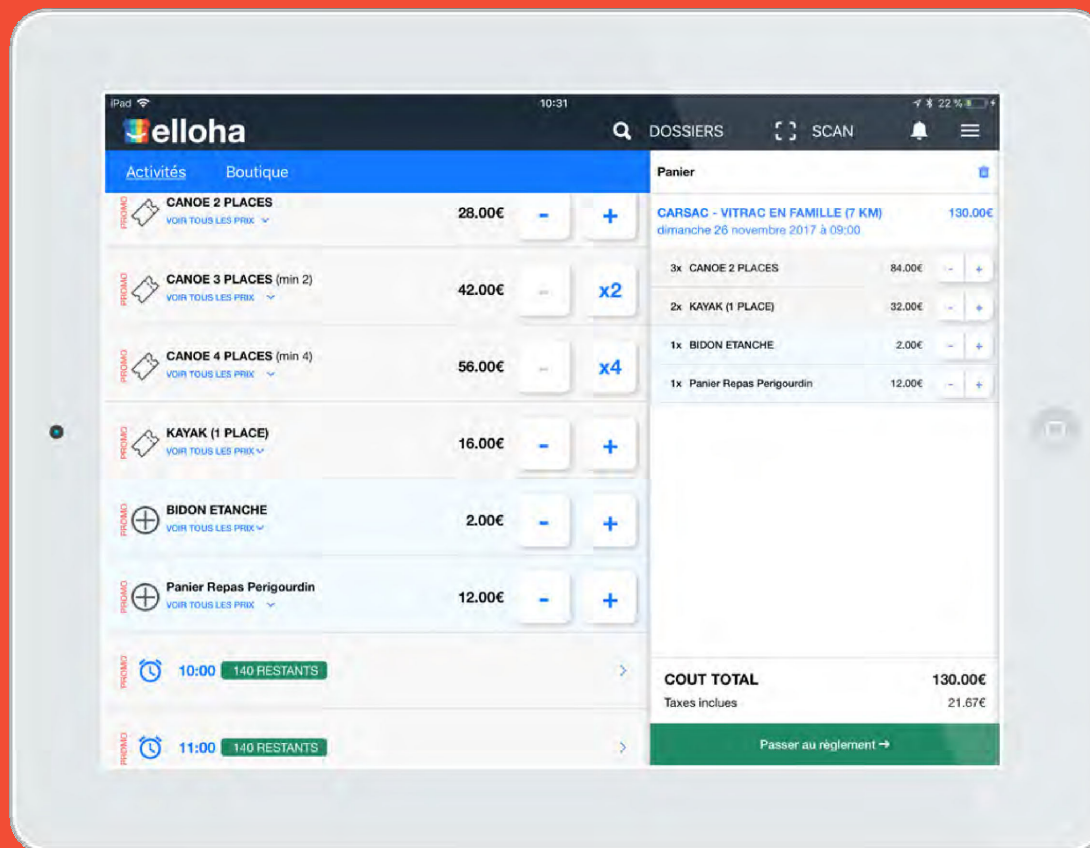 iPad
10:31
22 %
elloha
DOSSIERS
SCAN
Activités
Boutique
PROMO
CANOE 2 PLACES
VOIR TOUS LES PRIX
28.00€
-
+
PROMO
CANOE 3 PLACES (min 2)
VOIR TOUS LES PRIX
42.00€
-
x2
PROMO
CANOE 4 PLACES (min 4)
VOIR TOUS LES PRIX
56.00€
-
x4
PROMO
KAYAK (1 PLACE)
VOIR TOUS LES PRIX
16.00€
-
+
PROMO
BIDON ETANCHE
VOIR TOUS LES PRIX
2.00€
-
+
PROMO
Panier Repas Perigourdin
VOIR TOUS LES PRIX
12.00€
-
+
PROMO
10:00 140 RESTANTS
PROMO
11:00 140 RESTANTS
Panier
CARSAC - VITRAC EN FAMILLE (7 KM) 130.00€
dimanche 26 novembre 2017 à 09:00
3x CANOE 2 PLACES 84.00€ - +
2x KAYAK (1 PLACE) 32.00€ - +
1x BIDON ETANCHE 2.00€ - +
1x Panier Repas Perigourdin 12.00€ - +
COUT TOTAL 130.00€
Taxes inclues 21.67€
Passer au règlement →